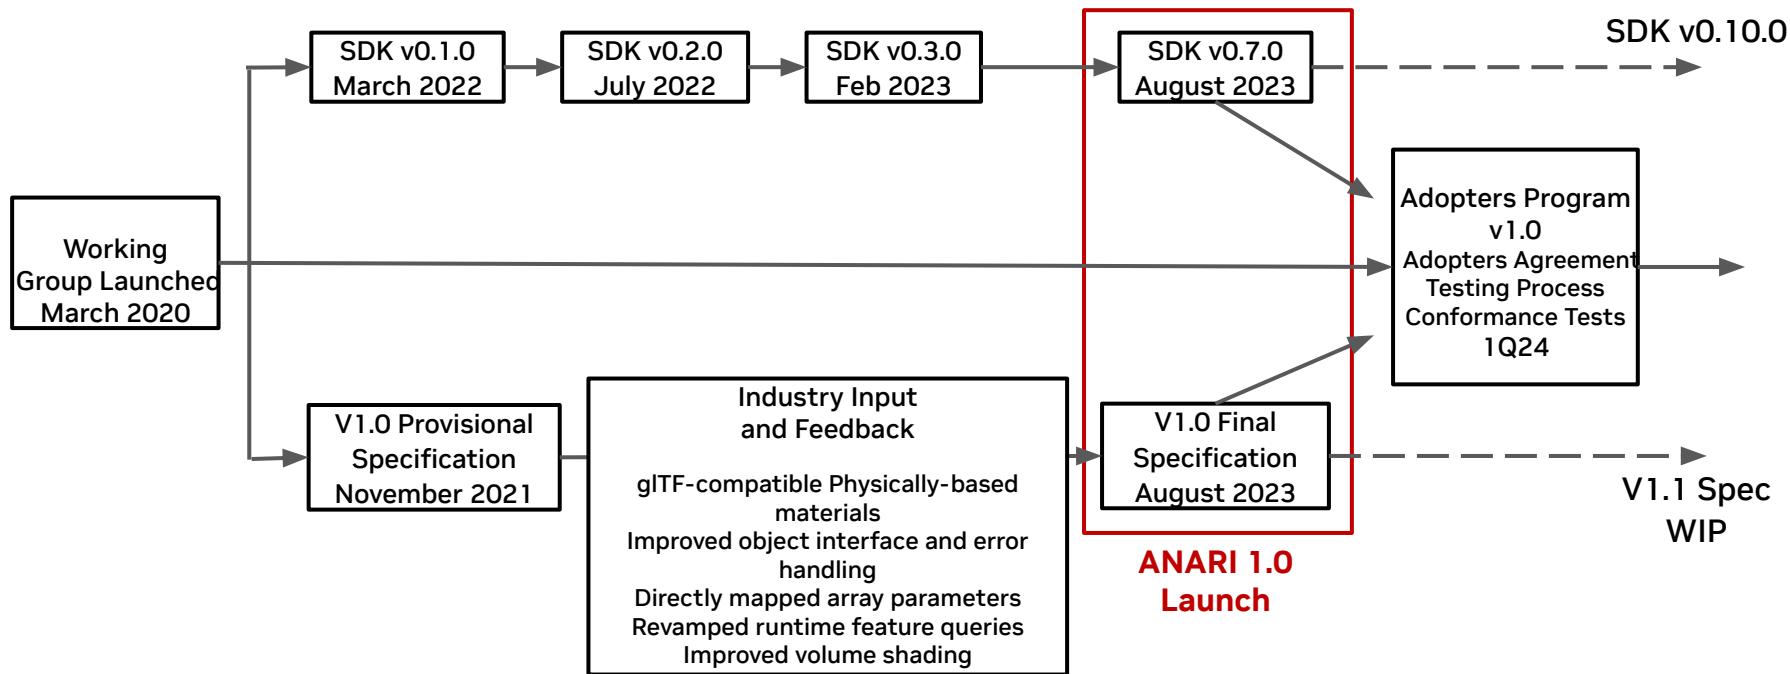 SDK v0.1.0
March 2022
SDK v0.2.0
July 2022
SDK v0.3.0
Feb 2023
SDK v0.7.0
August 2023
SDK v0.10.0
Working
Group Launched
March 2020
Adopters Program
v1.0
Adopters Agreement
Testing Process
Conformance Tests
1Q24
V1.0 Provisional
Specification
November 2021
Industry Input
and Feedback
glTF-compatible Physically-based
materials
Improved object interface and error
handling
Directly mapped array parameters
Revamped runtime feature queries
Improved volume shading
V1.0 Final
Specification
August 2023
V1.1 Spec
WIP
ANARI 1.0
Launch